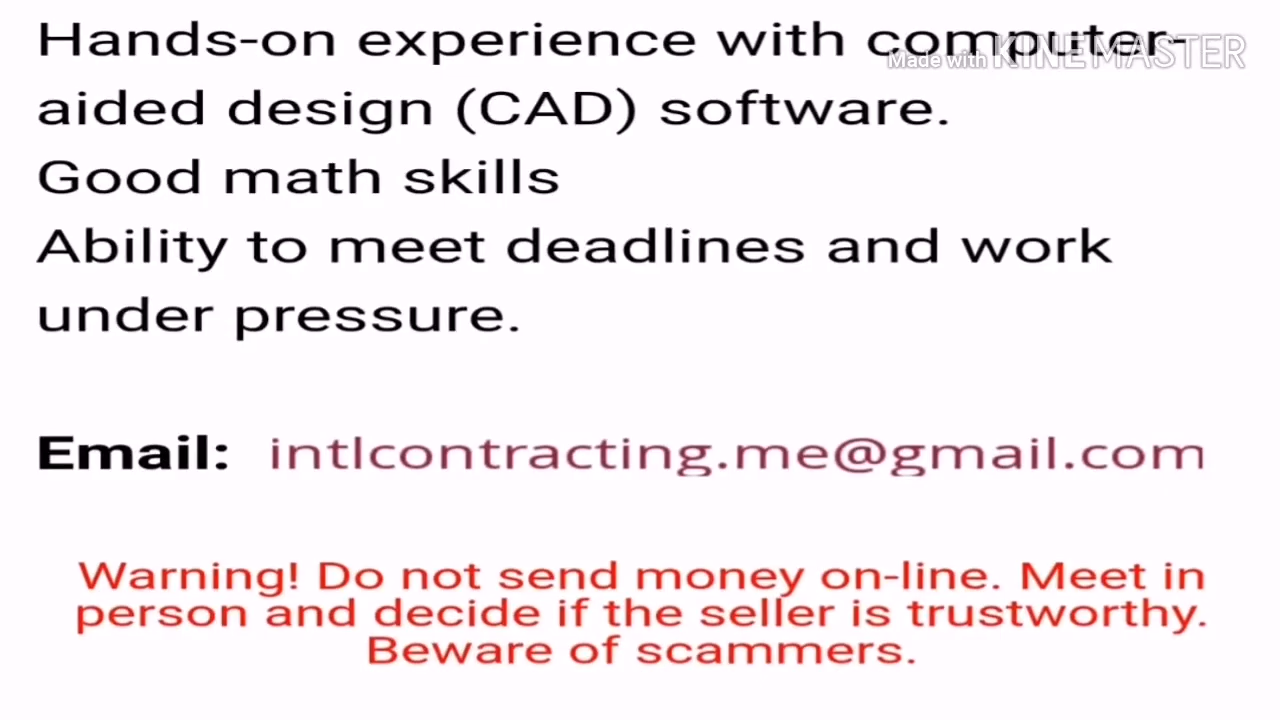 Hands-on experience with computer-
Made with KINEMASTER
aided design (CAD) software.
Good math skills
Ability to meet deadlines and work
under pressure.
Email: intlcontracting.me@gmail.com
Warning! Do not send money on-line. Meet in
person and decide if the seller is trustworthy.
Beware of scammers.